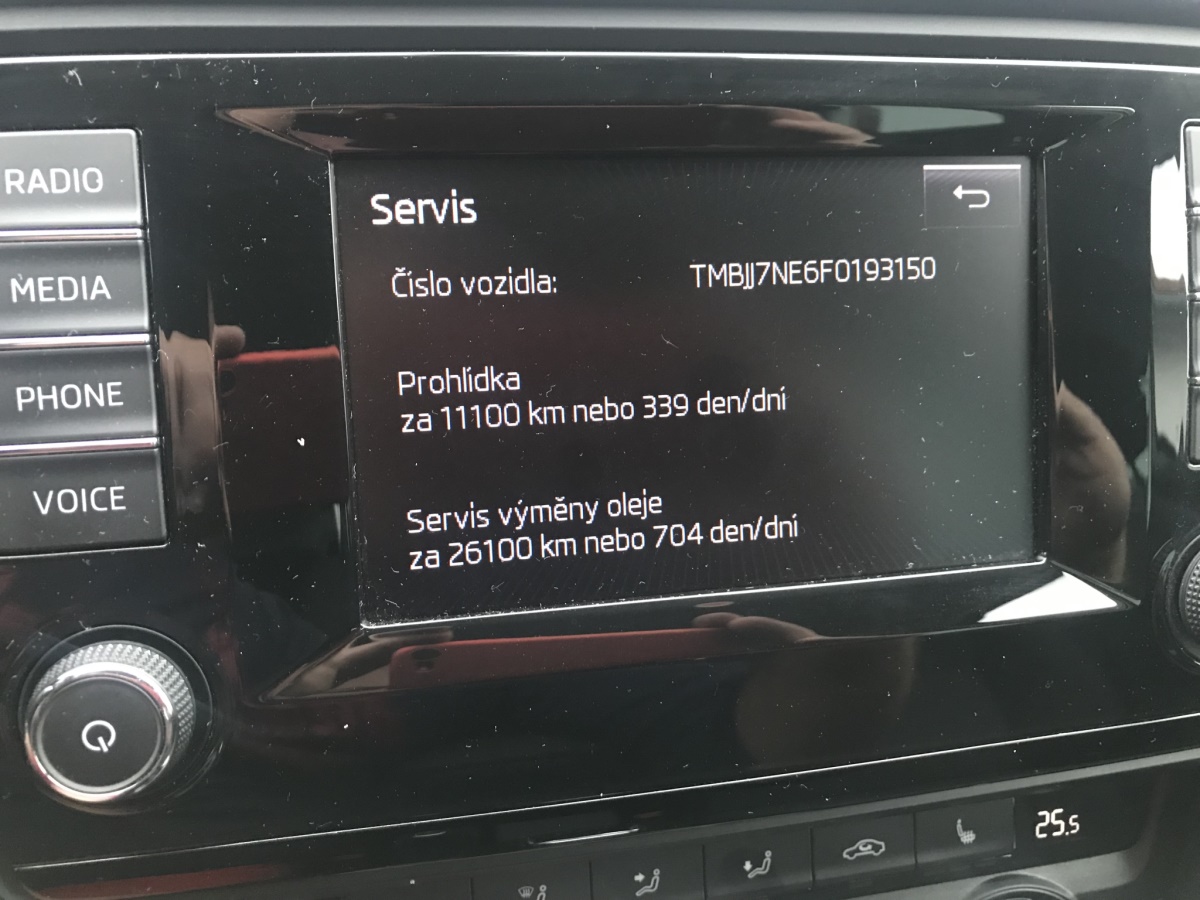 RADIO
MEDIA
PHONE
VOICE
Servis
Číslo vozidla: TMBJJ7NE6F0193150
Prohlídka
za 11100 km nebo 339 den/dní
Servis výměny oleje
za 26100 km nebo 704 den/dní
25.5